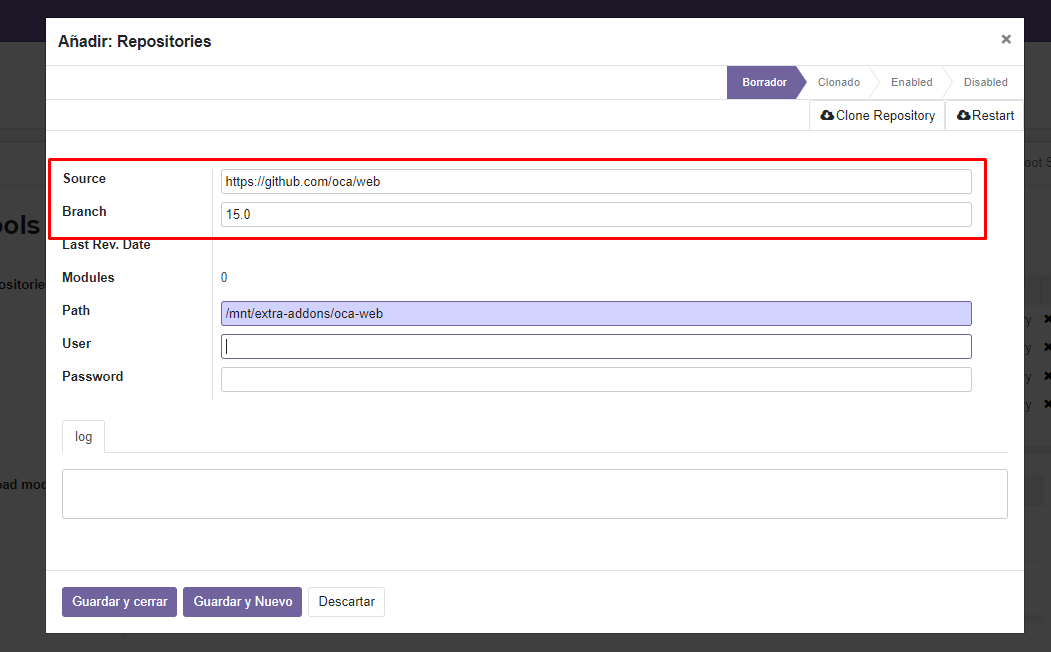 Añadir: Repositories ×
Borrador Clonado Enabled Disabled
Clone Repository Restart
Source https://github.com/oca/web
Branch 15.0
Last Rev. Date
Modules 0
Path /mnt/extra-addons/oca-web
User
Password
log
Guardar y cerrar Guardar y Nuevo Descartar